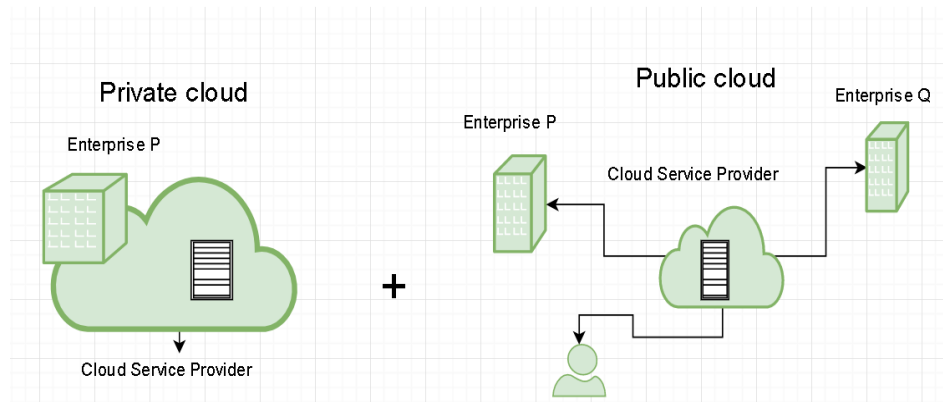 Private cloud
Enterprise P
Cloud Service Provider
+
Public cloud
Enterprise P
Enterprise Q
Cloud Service Provider